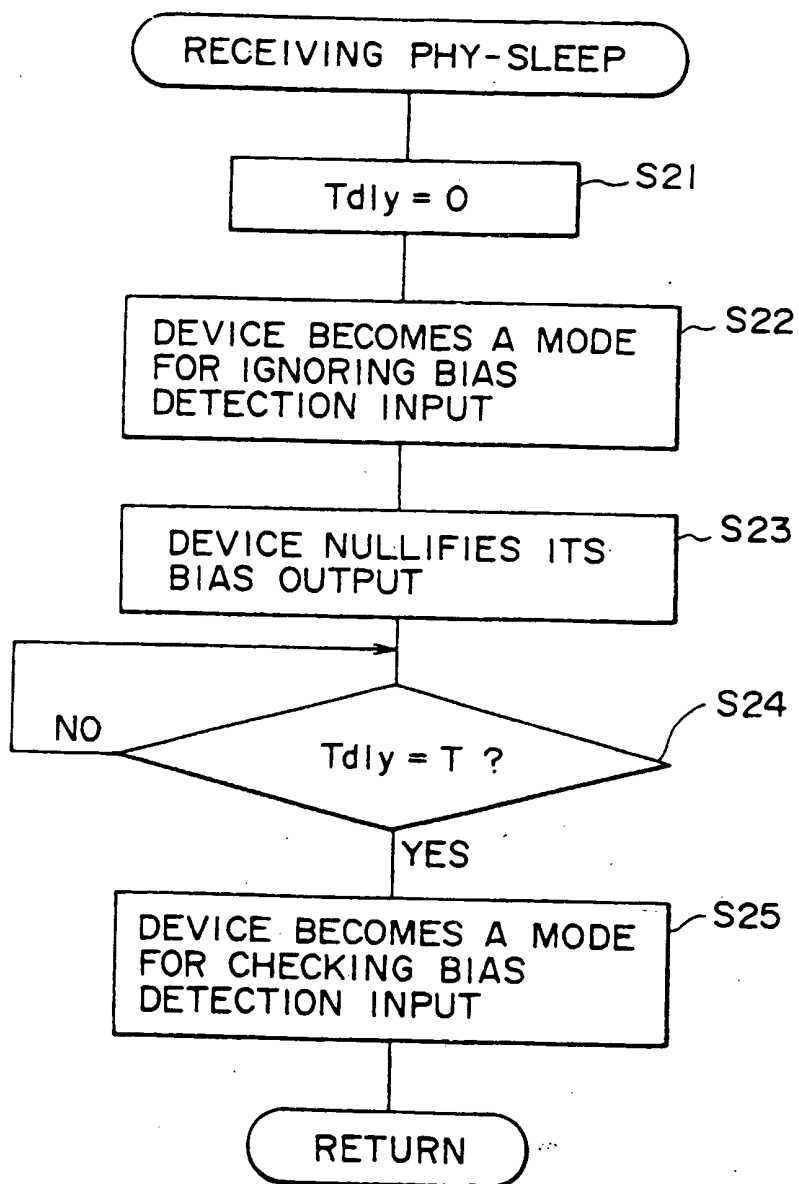 RECEIVING PHY-SLEEP
Tdly = 0
S21
DEVICE BECOMES A MODE
FOR IGNORING BIAS
DETECTION INPUT
S22
DEVICE NULLIFIES ITS
BIAS OUTPUT
S23
NO
Tdly = T ?
S24
YES
DEVICE BECOMES A MODE
FOR CHECKING BIAS
DETECTION INPUT
S25
RETURN